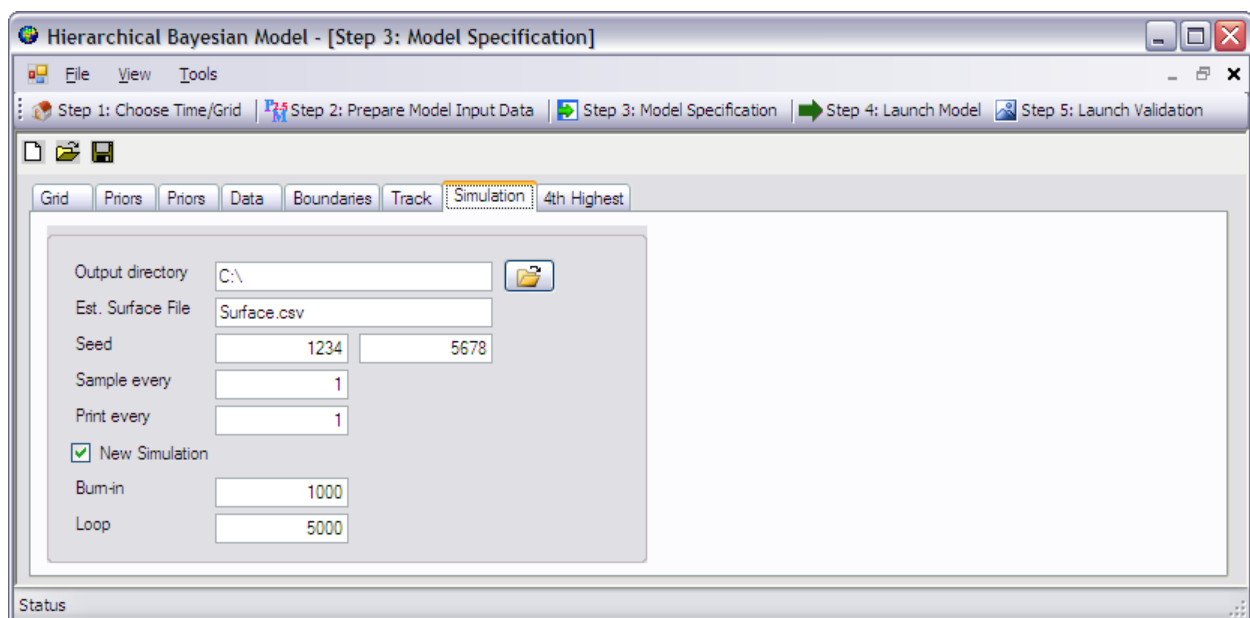 Hierarchical Bayesian Model - [Step 3: Model Specification]
File View Tools
Step 1: Choose Time/Grid P2.5M Step 2: Prepare Model Input Data Step 3: Model Specification Step 4: Launch Model Step 5: Launch Validation
Grid Priors Priors Data Boundaries Track Simulation 4th Highest
Output directory C:\
Est. Surface File Surface.csv
Seed 1234 5678
Sample every 1
Print every 1
New Simulation
Burn-in 1000
Loop 5000
Status